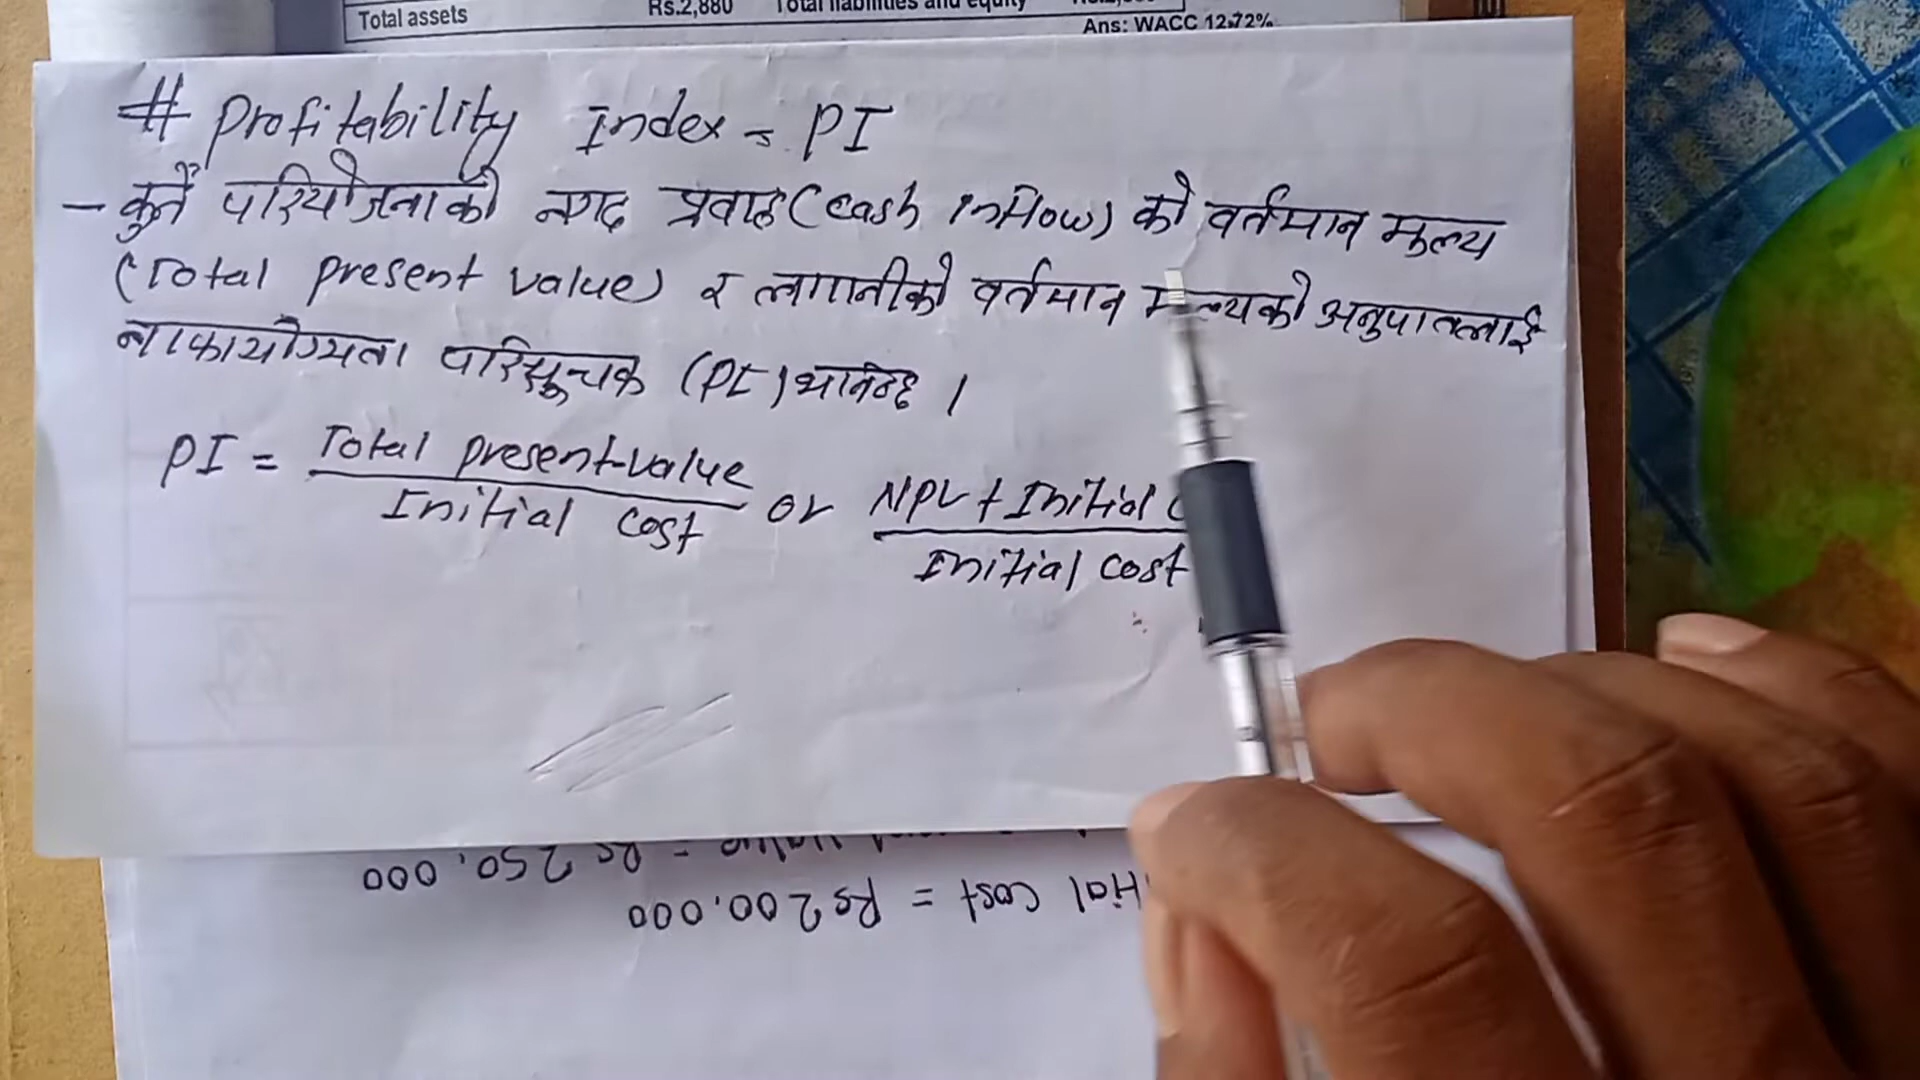 Total assets Rs.2,880 Total liabilities and equity
Ans: WACC 12.72%
# Profitability Index = PI
- कुनै परियोजनाको नगद प्रवाह (cash inflow) को वर्तमान मूल्य
(Total present value) र लगानीको वर्तमान मूल्यको अनुपातलाई
नाफायोग्यता परिसूचक (PI) भनिन्छ ।
PI = Total present value / Initial cost or NPV + Initial / Initial cost
Value = Rs 250,000
Cost = Rs 200,000